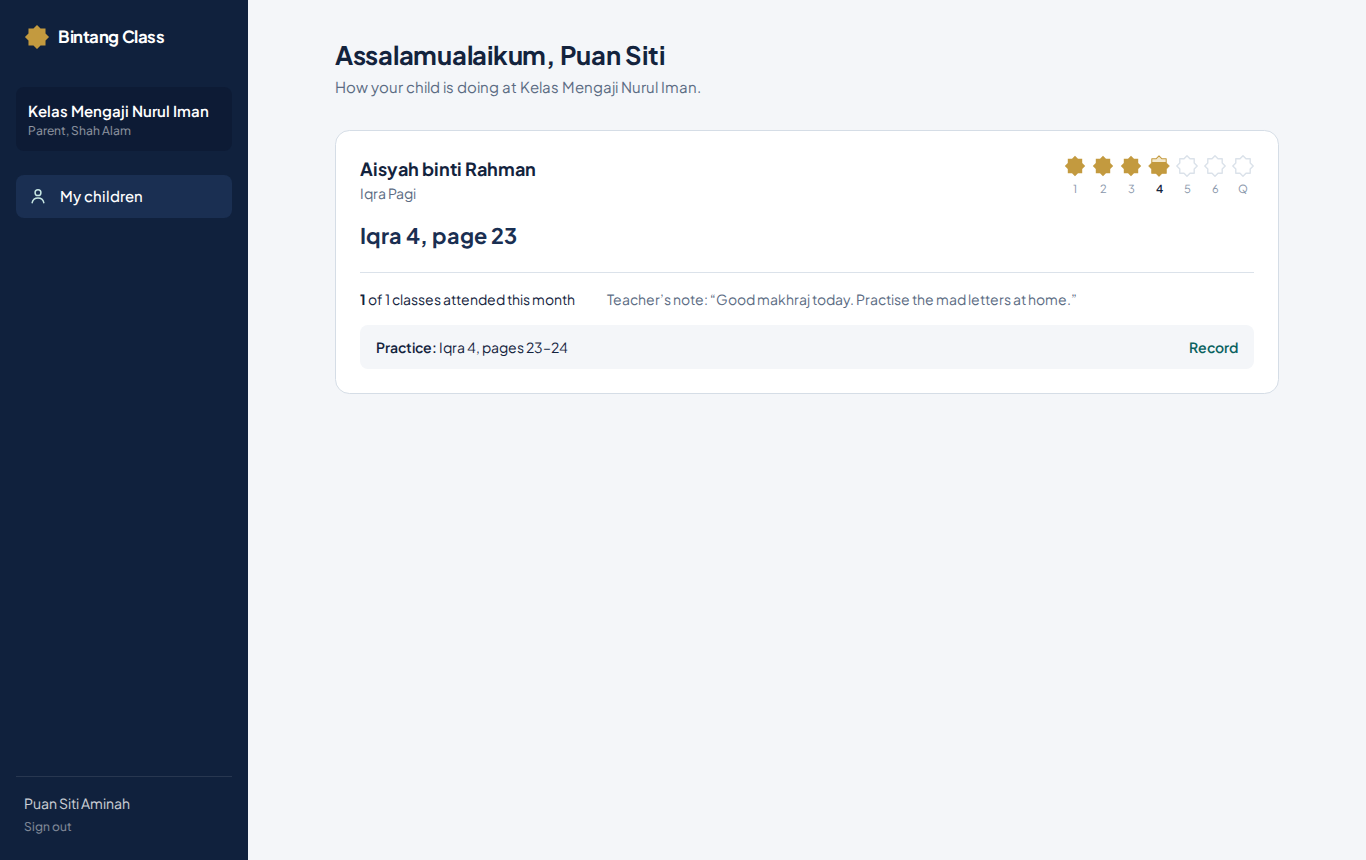 Bintang Class
Kelas Mengaji Nurul Iman
Parent, Shah Alam
My children
Puan Siti Aminah
Sign out
Assalamualaikum, Puan Siti
How your child is doing at Kelas Mengaji Nurul Iman.
Aisyah binti Rahman
Iqra Pagi
1 2 3 4 5 6 Q
Iqra 4, page 23
1 of 1 classes attended this month
Teacher's note: “Good makhraj today. Practise the mad letters at home.”
Practice: Iqra 4, pages 23–24
Record